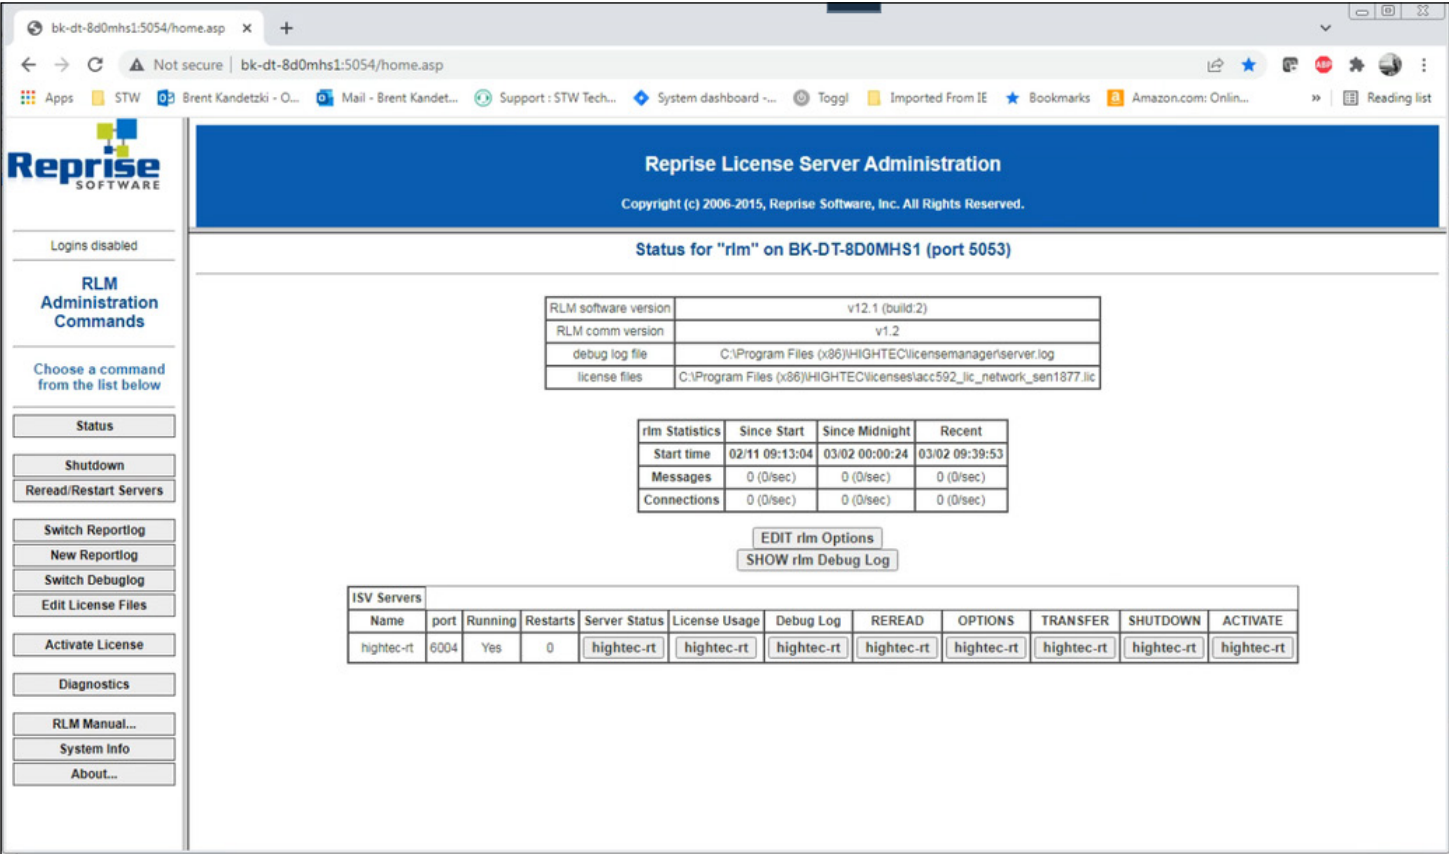 bk-dt-8d0mhs1:5054/home.asp
Not secure | bk-dt-8d0mhs1:5054/home.asp
ABP
Apps STW Brent Kandetzki - O... Mail - Brent Kandet... Support : STW Tech... System dashboard -... Toggl Imported From IE Bookmarks Amazon.com: Onlin... » Reading list
Reprise
SOFTWARE
Logins disabled
RLM
Administration
Commands
Choose a command
from the list below
Status
Shutdown
Reread/Restart Servers
Switch Reportlog
New Reportlog
Switch Debuglog
Edit License Files
Activate License
Diagnostics
RLM Manual...
System Info
About...
Reprise License Server Administration
Copyright (c) 2006-2015, Reprise Software, Inc. All Rights Reserved.
Status for "rlm" on BK-DT-8D0MHS1 (port 5053)
RLM software version v12.1 (build:2)
RLM comm version v1.2
debug log file C:\Program Files (x86)\HIGHTEC\licensemanager\server.log
license files C:\Program Files (x86)\HIGHTEC\licenses\acc592_lic_network_sen1877.lic
rlm Statistics Since Start Since Midnight Recent
Start time 02/11 09:13:04 03/02 00:00:24 03/02 09:39:53
Messages 0 (0/sec) 0 (0/sec) 0 (0/sec)
Connections 0 (0/sec) 0 (0/sec) 0 (0/sec)
EDIT rlm Options
SHOW rlm Debug Log
ISV Servers
Name port Running Restarts Server Status License Usage Debug Log REREAD OPTIONS TRANSFER SHUTDOWN ACTIVATE
hightec-rt 6004 Yes 0 hightec-rt hightec-rt hightec-rt hightec-rt hightec-rt hightec-rt hightec-rt hightec-rt